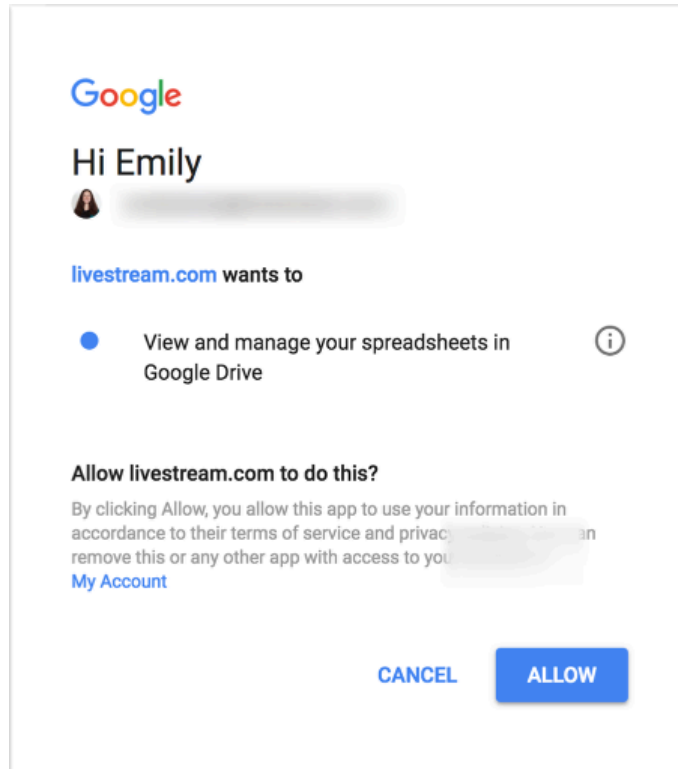 Google
Hi Emily
livestream.com wants to
View and manage your spreadsheets in
Google Drive
Allow livestream.com to do this?
By clicking Allow, you allow this app to use your information in
accordance to their terms of service and privacy an
remove this or any other app with access to you
My Account
CANCEL ALLOW